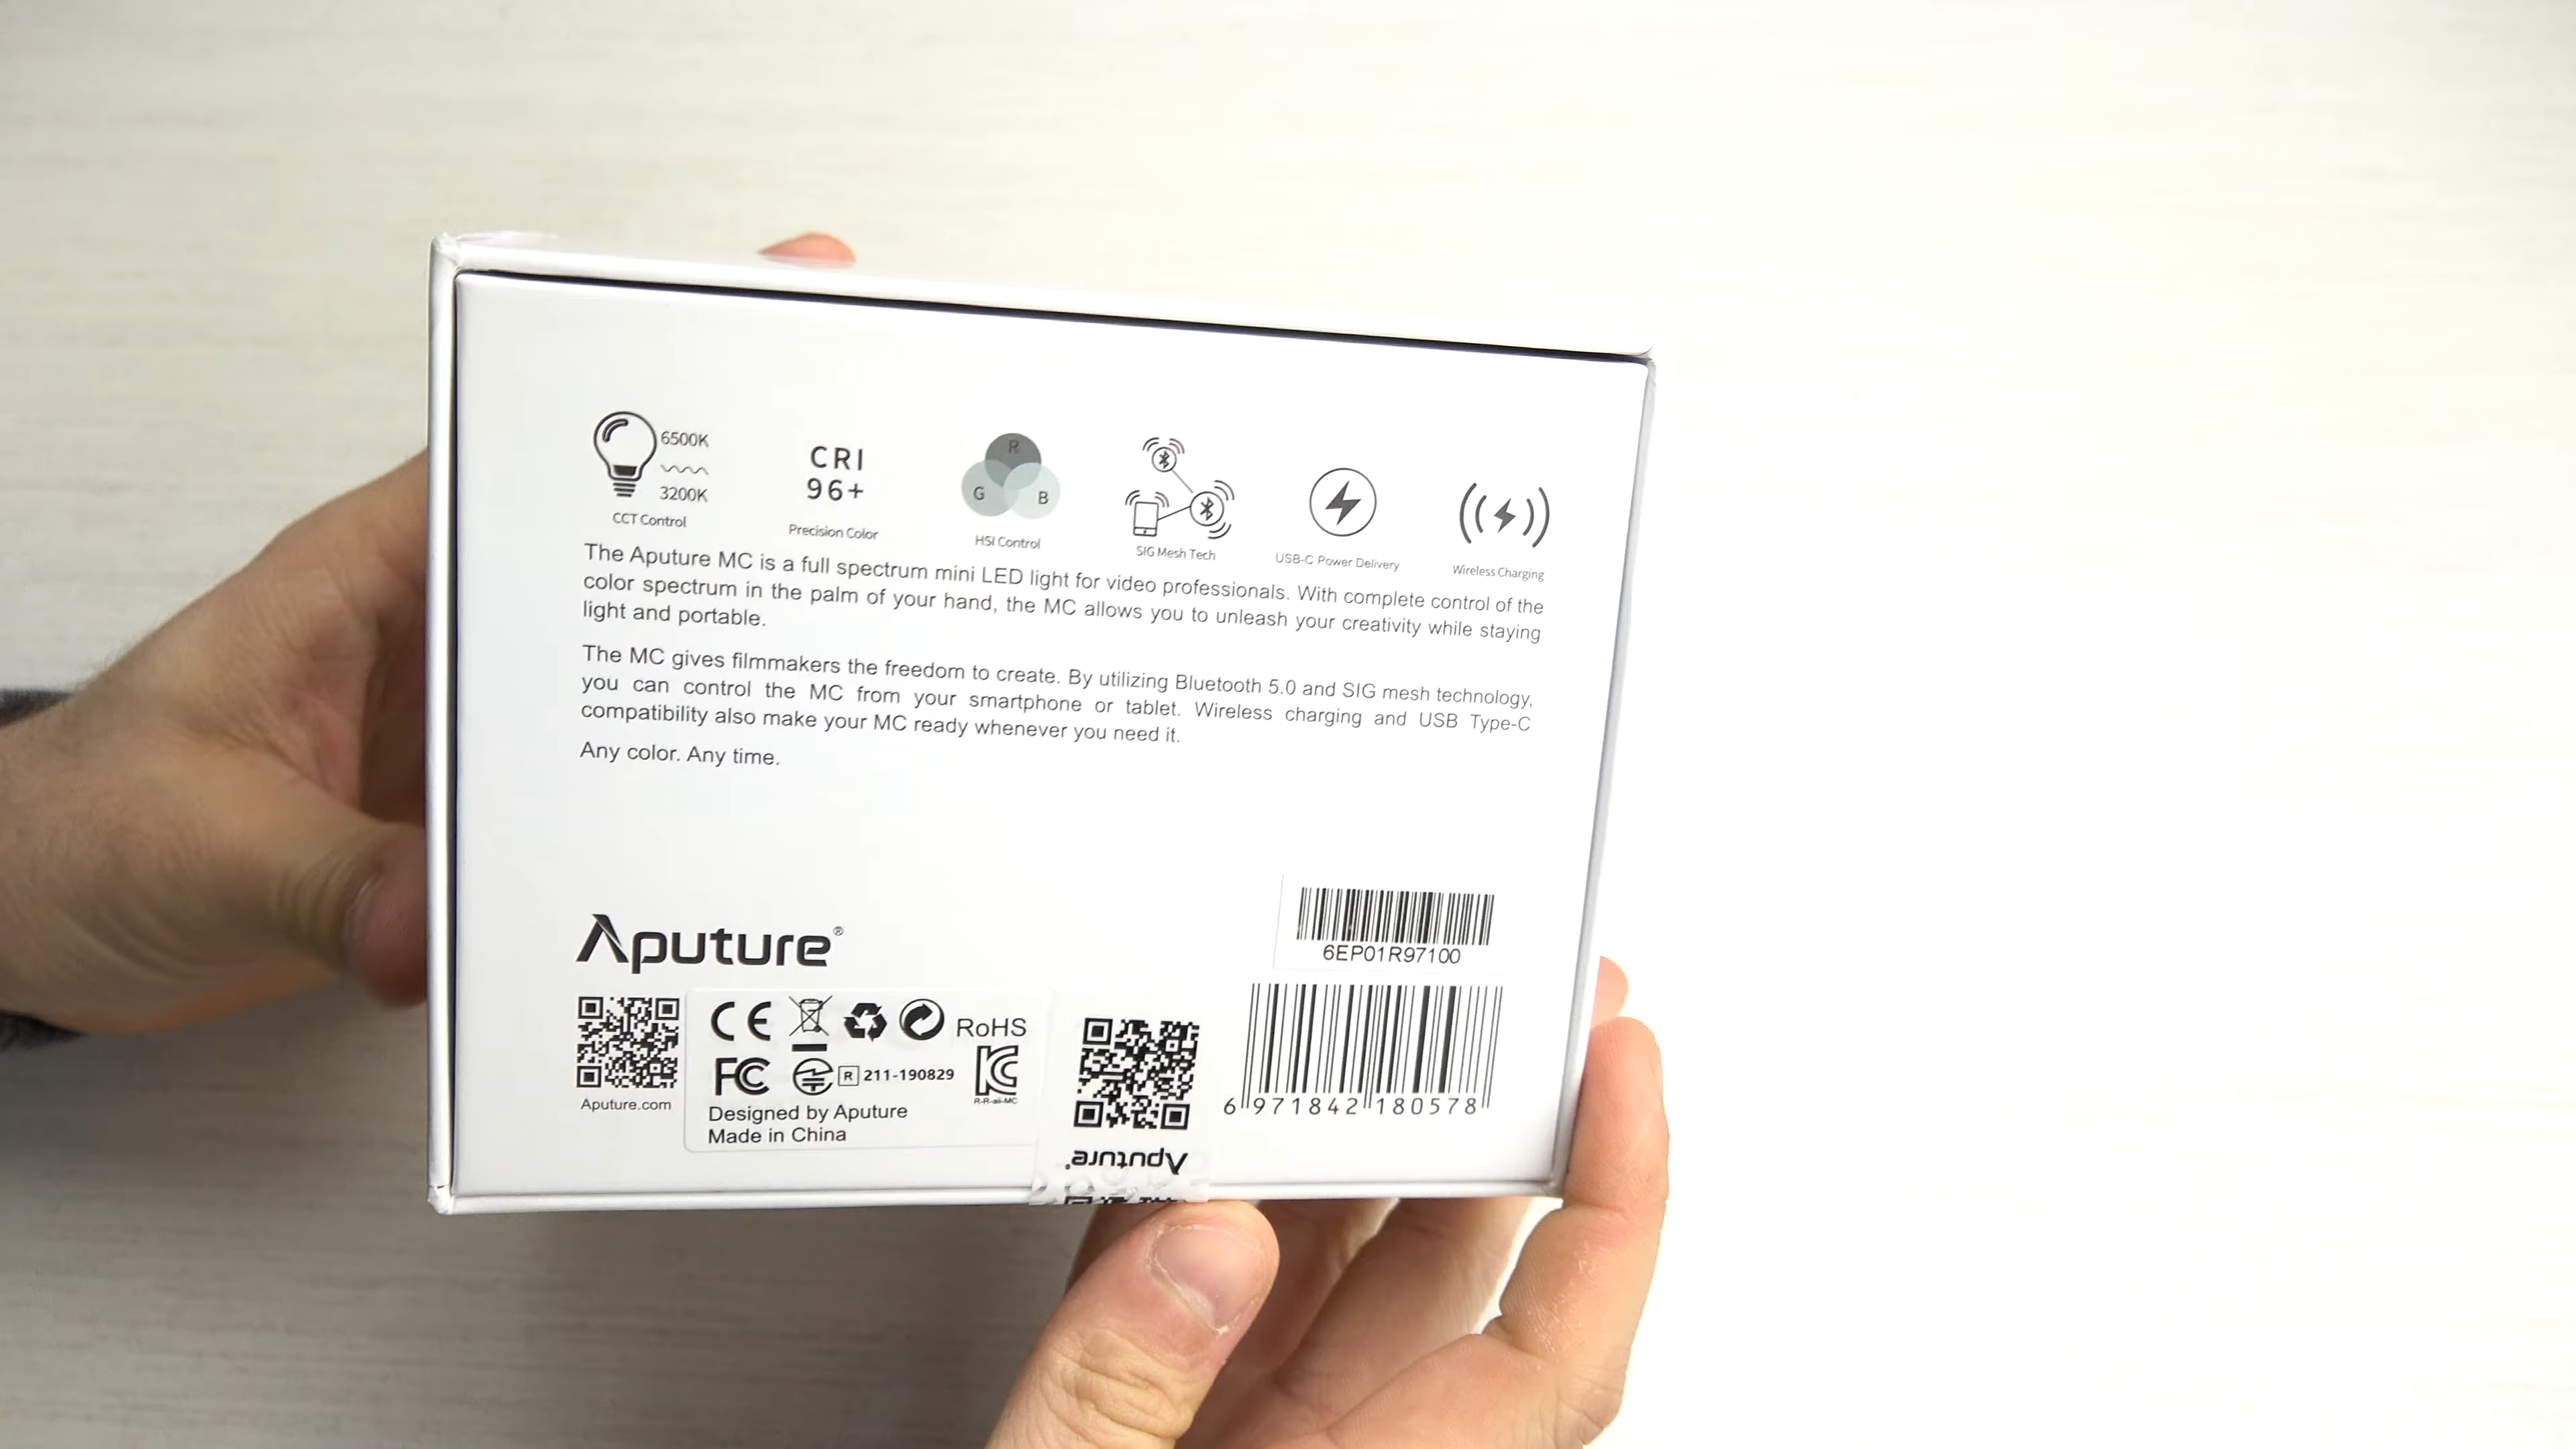 6500K
3200K
CCT Control
CRI
96+
Precision Color
R
G B
HSI Control
SIG Mesh Tech
USB-C Power Delivery
Wireless Charging
The Aputure MC is a full spectrum mini LED light for video professionals. With complete control of the
color spectrum in the palm of your hand, the MC allows you to unleash your creativity while staying
light and portable.
The MC gives filmmakers the freedom to create. By utilizing Bluetooth 5.0 and SIG mesh technology,
you can control the MC from your smartphone or tablet. Wireless charging and USB Type-C
compatibility also make your MC ready whenever you need it.
Any color. Any time.
Aputure®
6EP01R97100
Aputure.com
CE RoHS
FC R 211-190829 KC
R-R-aii-MC
Designed by Aputure
Made in China
Aputure®
6 971842 180578